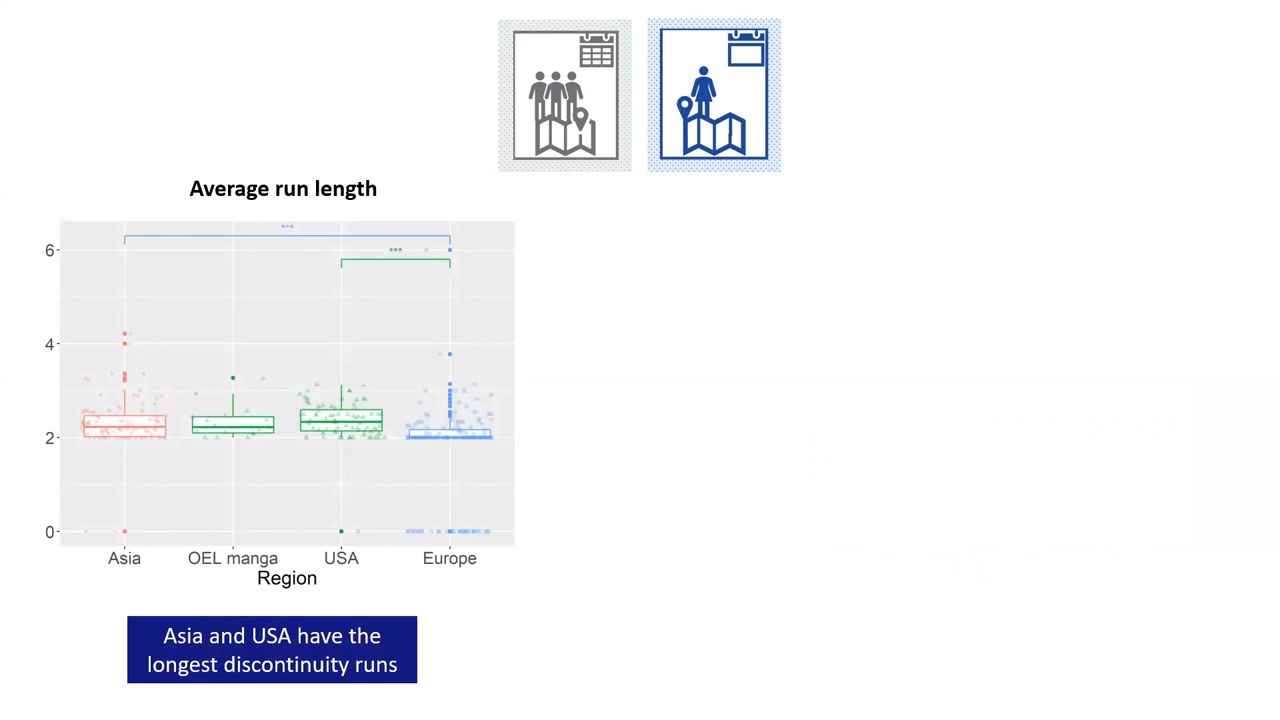 Average run length
***
6
***
4
2
0
Asia OEL manga USA Europe
Region
Asia and USA have the
longest discontinuity runs